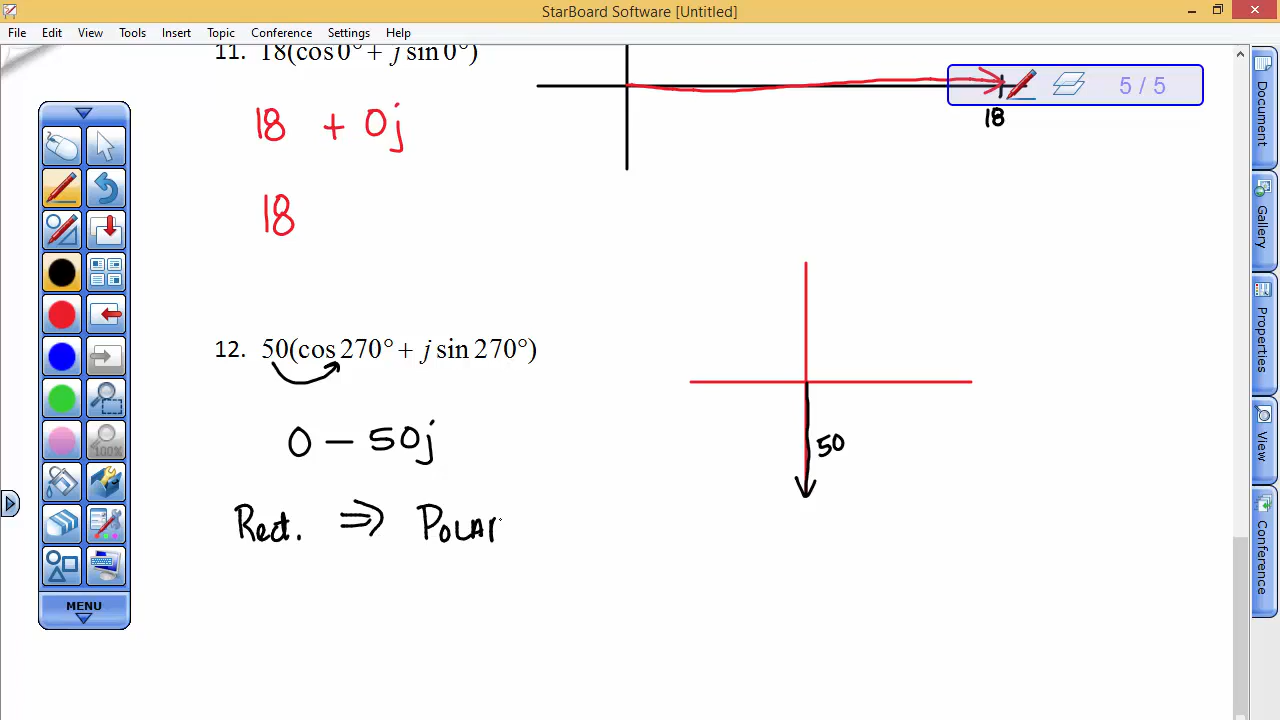 StarBoard Software [Untitled]
File Edit View Tools Insert Topic Conference Settings Help
11. 18(cos 0° + j sin 0°)
5 / 5
18
18 + 0j
18
12. 50(cos 270° + j sin 270°)
50
0 – 50j
Rect. ⇒ POLAR
100%
MENU
Document
Gallery
Properties
View
Conference